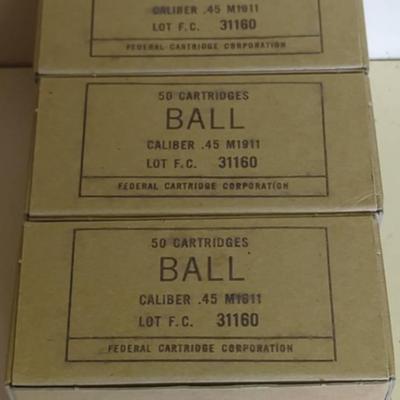 CALIBER .45 M1911
LOT F.C. 31160
FEDERAL CARTRIDGE CORPORATION
50 CARTRIDGES
BALL
CALIBER .45 M1911
LOT F.C. 31160
FEDERAL CARTRIDGE CORPORATION
50 CARTRIDGES
BALL
CALIBER .45 M1911
LOT F.C. 31160
FEDERAL CARTRIDGE CORPORATION